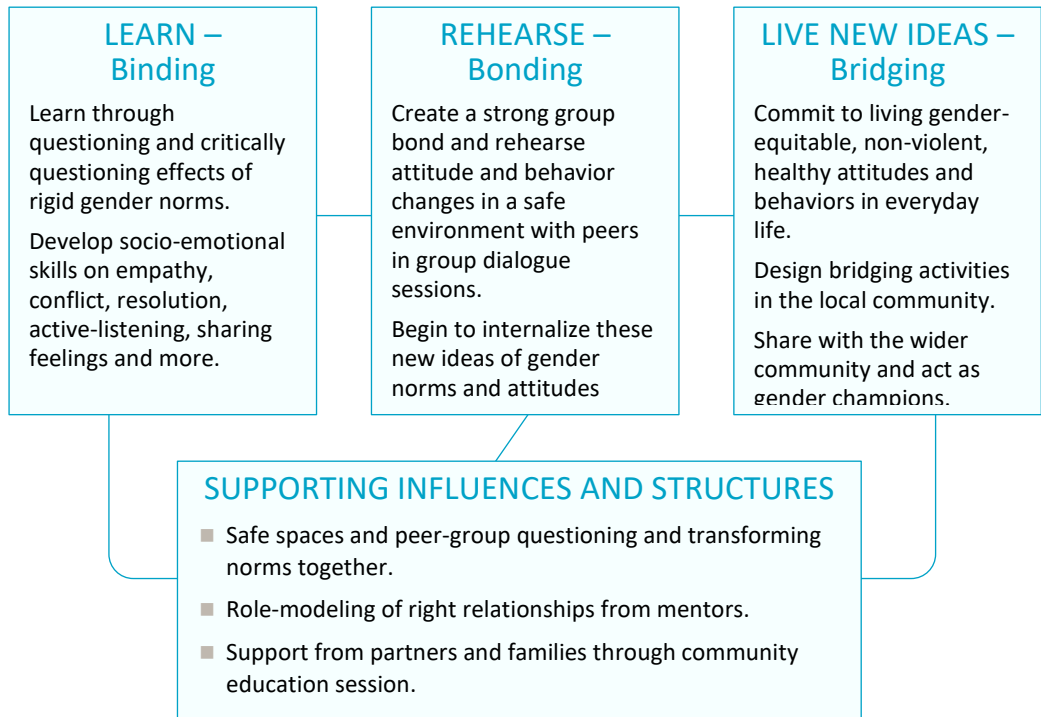 LEARN –
Binding
Learn through
questioning and critically
questioning effects of
rigid gender norms.
Develop socio-emotional
skills on empathy,
conflict, resolution,
active-listening, sharing
feelings and more.
REHEARSE –
Bonding
Create a strong group
bond and rehearse
attitude and behavior
changes in a safe
environment with peers
in group dialogue
sessions.
Begin to internalize these
new ideas of gender
norms and attitudes
LIVE NEW IDEAS –
Bridging
Commit to living gender-
equitable, non-violent,
healthy attitudes and
behaviors in everyday
life.
Design bridging activities
in the local community.
Share with the wider
community and act as
gender champions.
SUPPORTING INFLUENCES AND STRUCTURES
Safe spaces and peer-group questioning and transforming
norms together.
Role-modeling of right relationships from mentors.
Support from partners and families through community
education session.